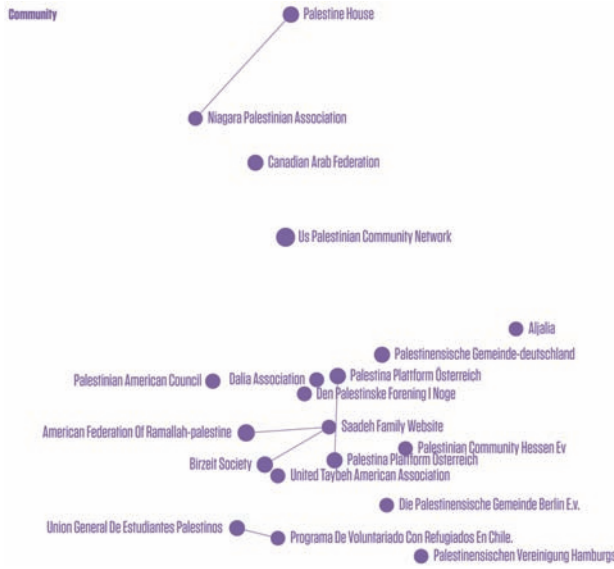 Community
Palestine House
Niagara Palestinian Association
Canadian Arab Federation
Us Palestinian Community Network
Aljalia
Palestinensische Gemeinde-deutschland
Palestinian American Council
Dalia Association
Palestina Plattform Österreich
Den Palestinske Forening I Noge
American Federation Of Ramallah-palestine
Saadeh Family Website
Palestinian Community Hessen Ev
Birzeit Society
Palestina Plattform Österreich
United Taybeh American Association
Die Palestinensische Gemeinde Berlin E.v.
Union General De Estudiantes Palestinos
Programa De Voluntariado Con Refugiados En Chile.
Palestinensischen Vereinigung Hamburgs